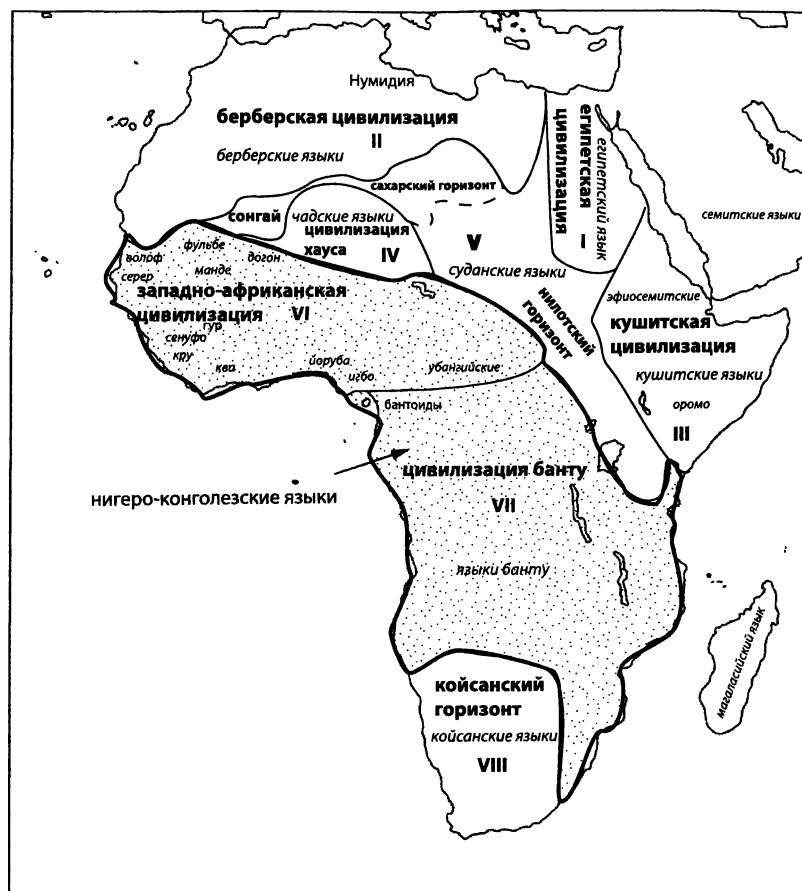 Нумидия
берберская цивилизация
II
берберские языки
египетская
цивилизация
I
египетский язык
сахарский горизонт
семитские языки
сонгай
чадские языки
цивилизация
хауса
IV
V
суданские языки
волоф
серер
фульбе
манде
догон
западно-африканская
цивилизация
VI
гур
сенуфо
кру
ква
йоруба
игбо
убангийские
бантоиды
нилотский
горизонт
эфиосемитские
кушитская
цивилизация
кушитские языки
оромо
III
цивилизация банту
VII
нигеро-конголезские языки
языки банту
малагасийский язык
койсанский
горизонт
койсанские языки
VIII